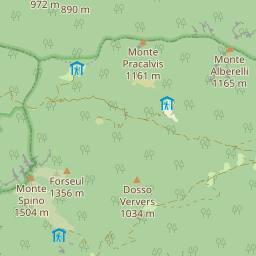 972 m
890 m
Monte
Pracalvis
1161 m
Monte
Alberelli
1165 m
Monte
Spino
1504 m
Forseul
1356 m
Dosso
Ververs
1034 m